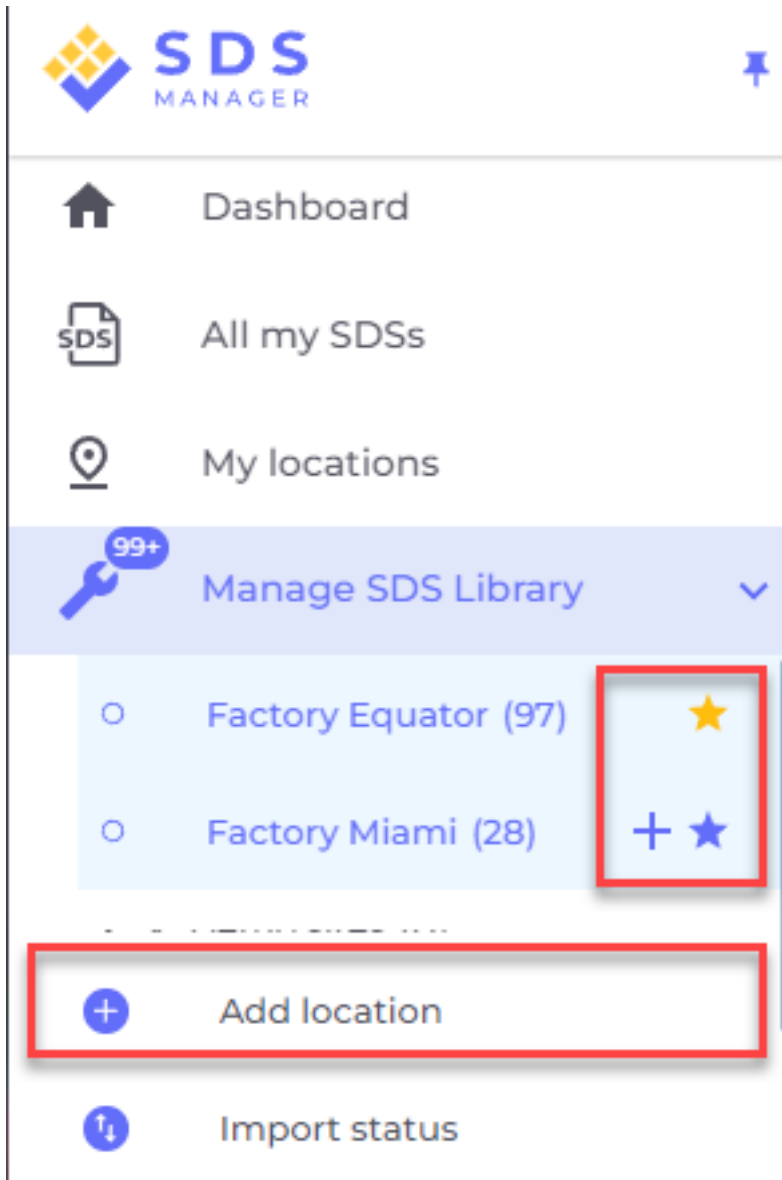 SDS
MANAGER
Dashboard
SDS
All my SDSs
My locations
99+
Manage SDS Library
Factory Equator (97)
Factory Miami (28)
Add location
Import status